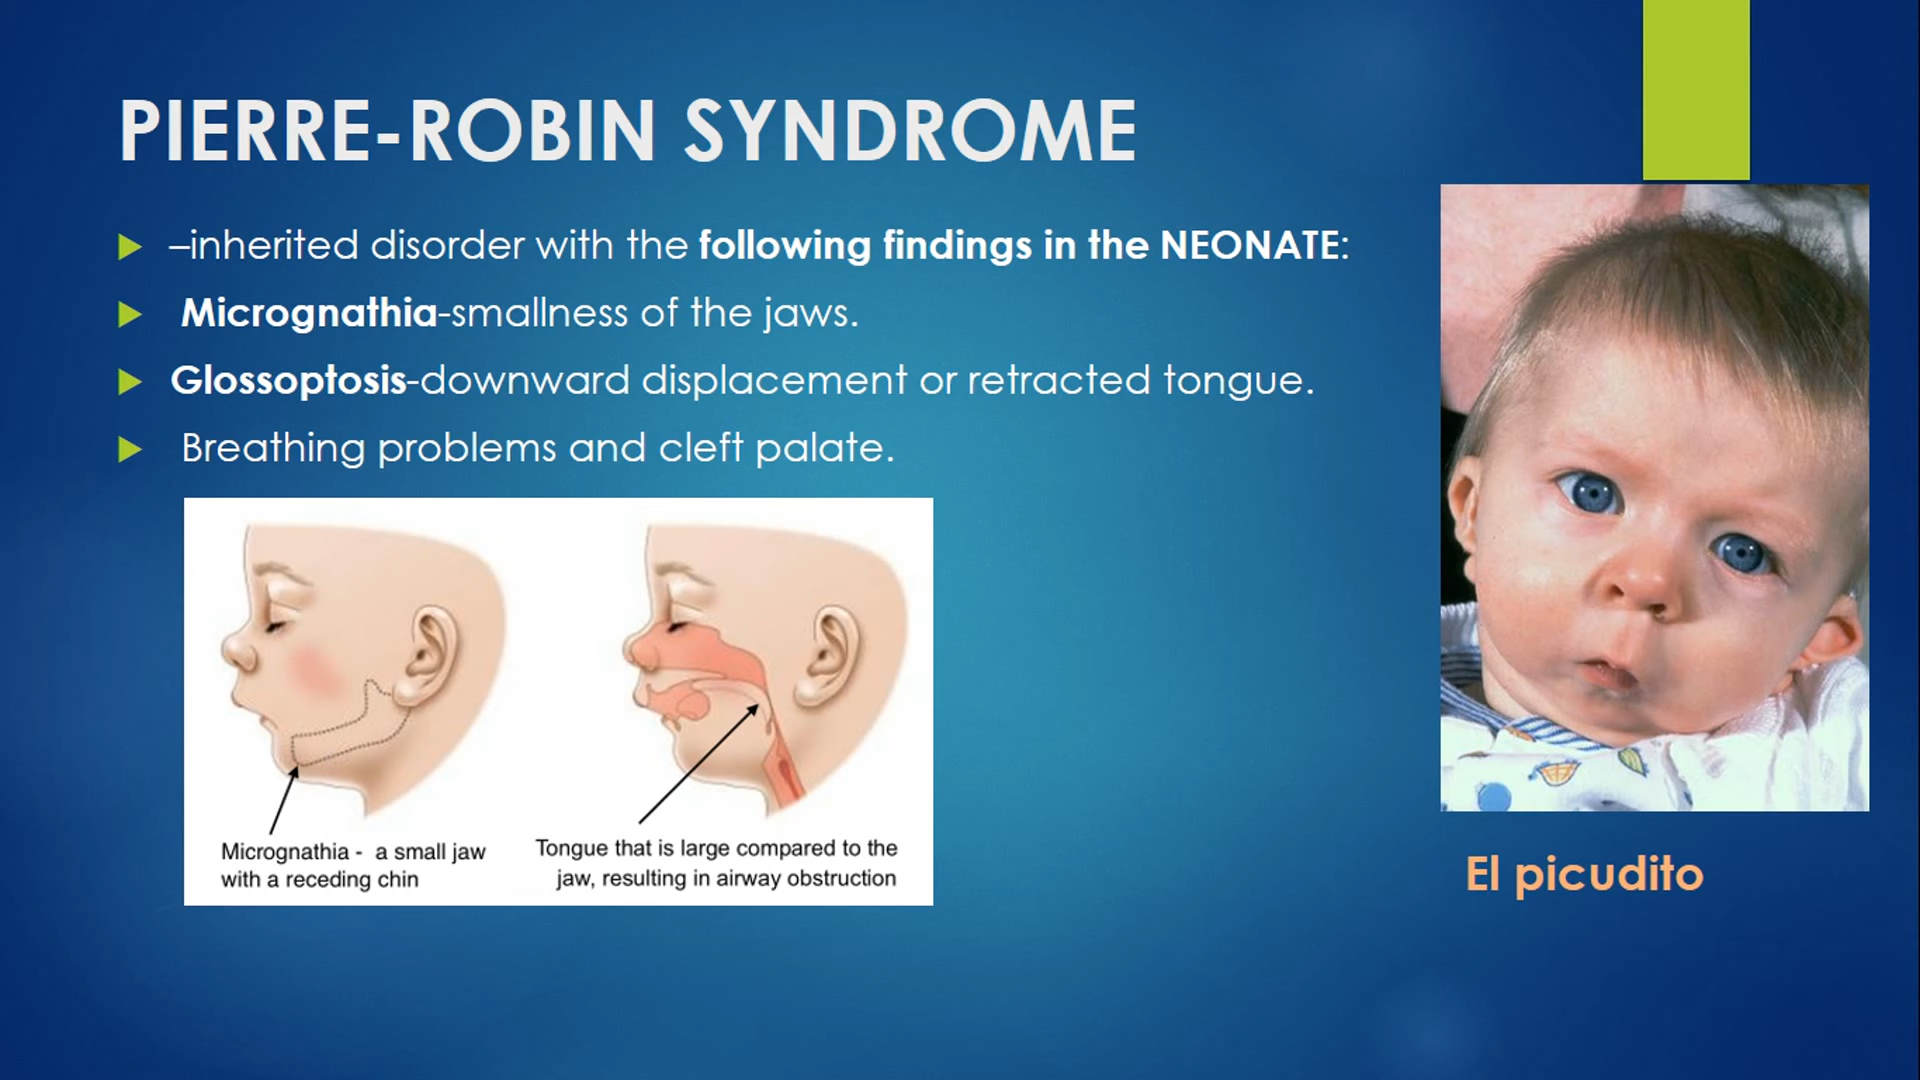 PIERRE-ROBIN SYNDROME
–inherited disorder with the following findings in the NEONATE:
Micrognathia-smallness of the jaws.
Glossoptosis-downward displacement or retracted tongue.
Breathing problems and cleft palate.
Micrognathia - a small jaw
with a receding chin
Tongue that is large compared to the
jaw, resulting in airway obstruction
El picudito